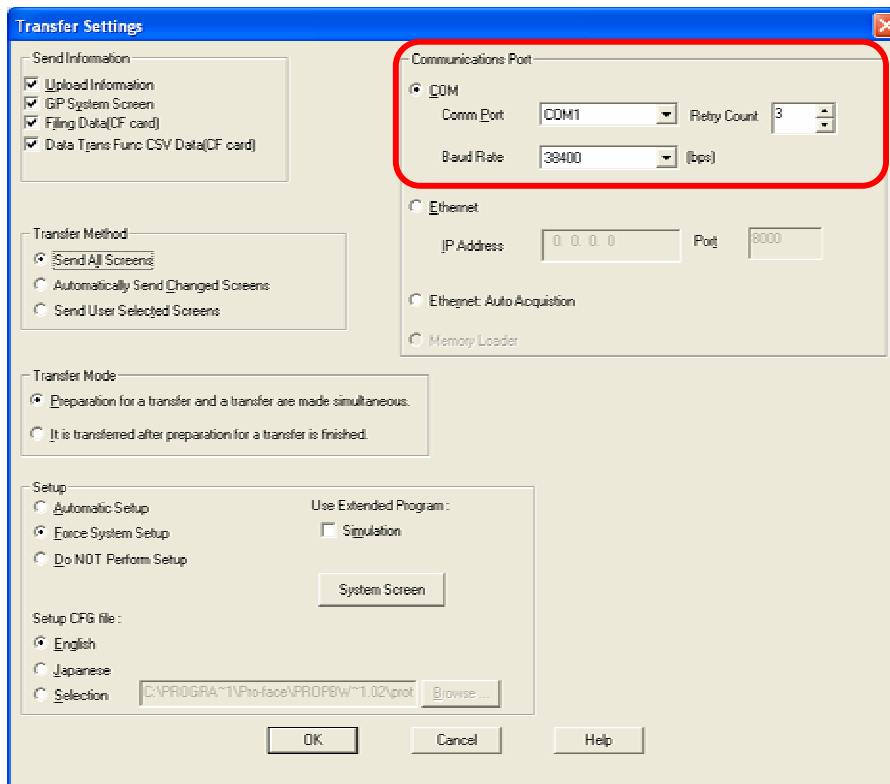 Transfer Settings
Send Information
Upload Information
GP System Screen
Filing Data(CF card)
Data Trans Func CSV Data(CF card)
Communications Port
COM
Comm Port COM1 Retry Count 3
Baud Rate 38400 (bps)
Ethernet
IP Address 0. 0. 0. 0 Port 8000
Ethernet: Auto Acquistion
Memory Loader
Transfer Method
Send All Screens
Automatically Send Changed Screens
Send User Selected Screens
Transfer Mode
Preparation for a transfer and a transfer are made simultaneous.
It is transferred after preparation for a transfer is finished.
Setup
Automatic Setup
Force System Setup
Do NOT Perform Setup
Use Extended Program :
Simulation
System Screen
Setup CFG file :
English
Japanese
Selection C:\PROGRA~1\Pro-face\PROPBW~1.02\prot Browse ...
OK Cancel Help